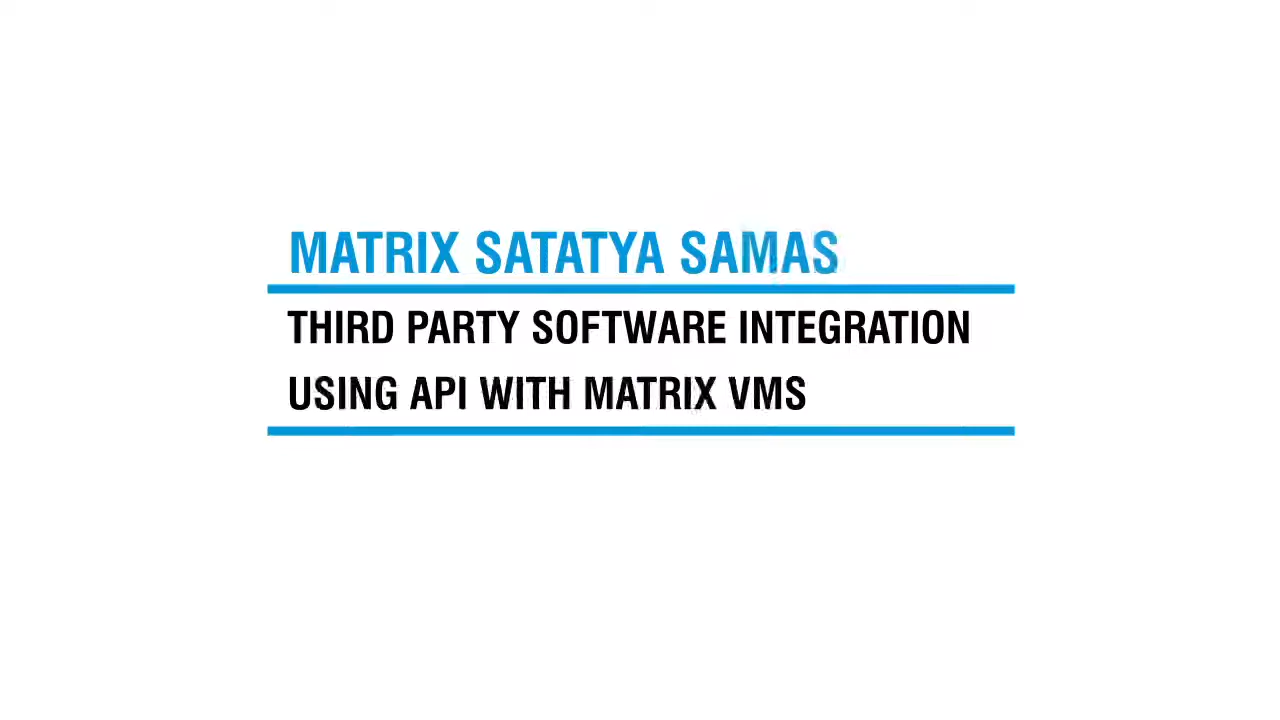 MATRIX SATATYA SAMAS
THIRD PARTY SOFTWARE INTEGRATION
USING API WITH MATRIX VMS